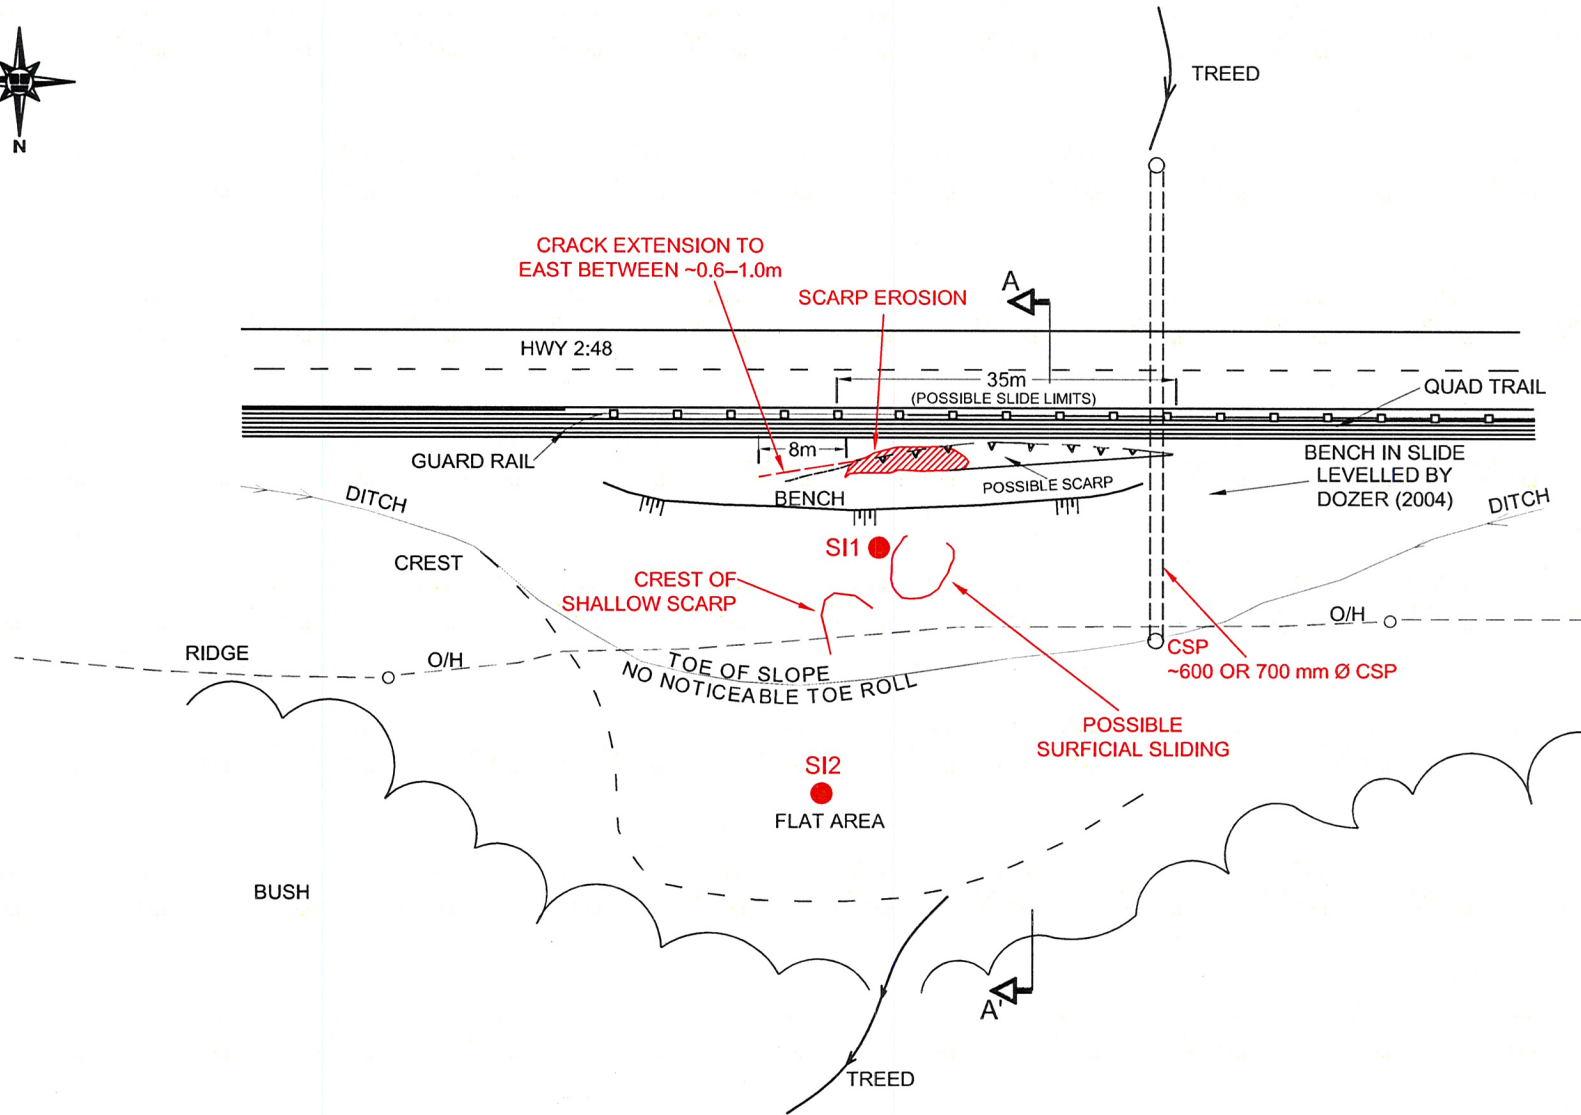 N
TREED
CRACK EXTENSION TO
EAST BETWEEN ~0.6–1.0m
SCARP EROSION
A
HWY 2:48
35m
(POSSIBLE SLIDE LIMITS)
QUAD TRAIL
GUARD RAIL
8m
BENCH
POSSIBLE SCARP
BENCH IN SLIDE
LEVELLED BY
DOZER (2004)
DITCH
DITCH
CREST
SI1
CREST OF
SHALLOW SCARP
RIDGE
O/H
O/H
TOE OF SLOPE
NO NOTICEABLE TOE ROLL
CSP
~600 OR 700 mm Ø CSP
POSSIBLE
SURFICIAL SLIDING
SI2
FLAT AREA
BUSH
A'
TREED